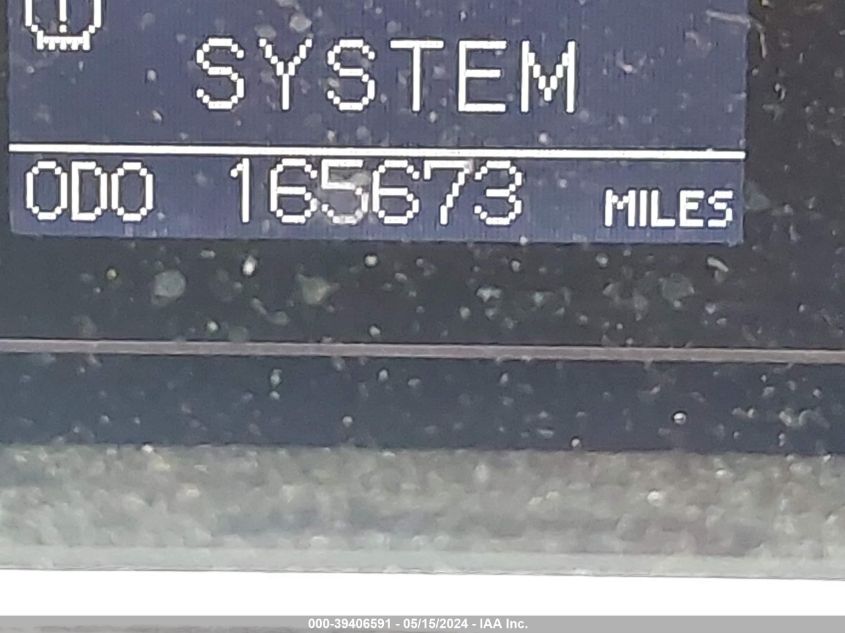 SYSTEM
ODO 165673 MILES
000-39406591 - 05/15/2024 - IAA Inc.